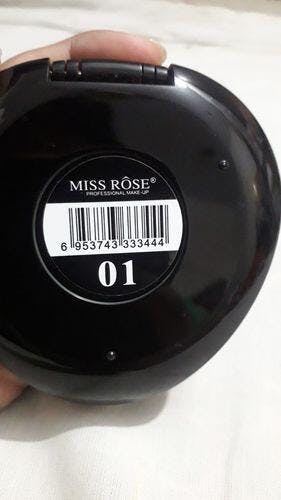 MISS RÔSE®
PROFESSIONAL MAKE-UP
6 953743 333444
01